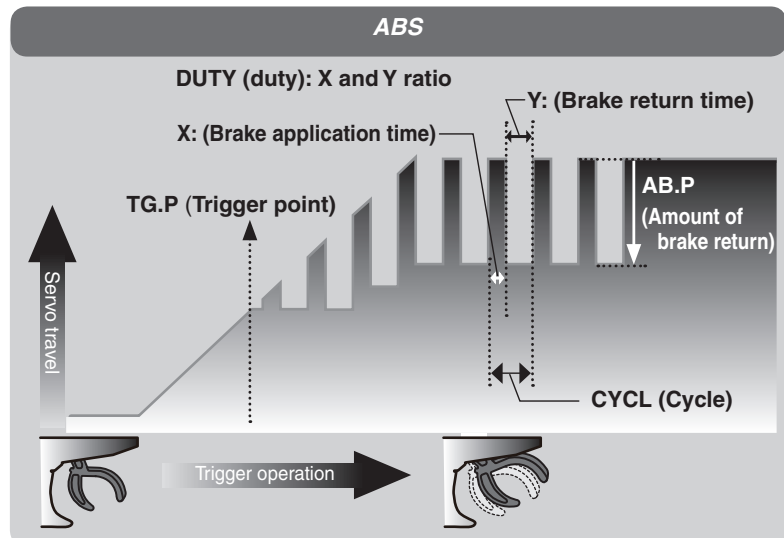 ABS
DUTY (duty): X and Y ratio
Y: (Brake return time)
X: (Brake application time)
TG.P (Trigger point)
AB.P
(Amount of
brake return)
Servo travel
CYCL (Cycle)
Trigger operation